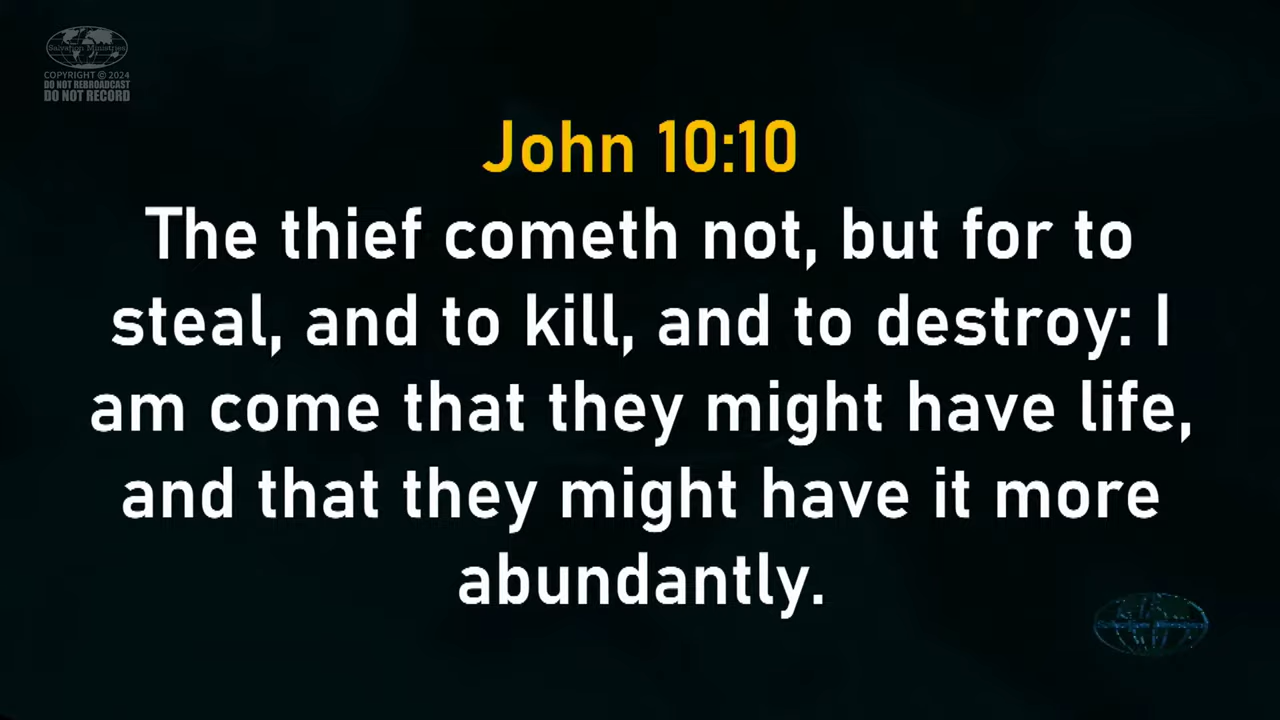 Salvation Ministries
COPYRIGHT © 2024
DO NOT REBROADCAST
DO NOT RECORD
John 10:10
The thief cometh not, but for to
steal, and to kill, and to destroy: I
am come that they might have life,
and that they might have it more
abundantly.